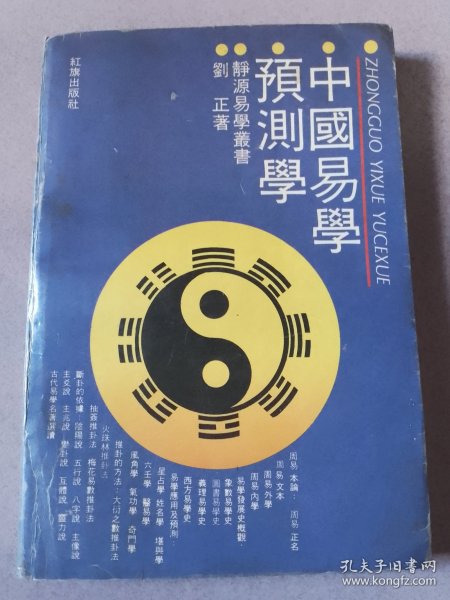 ZHONGGUO YIXUE YUCEXUE
中國易學
預測學
靜源易學叢書
劉 正著
紅旗出版社
周易本論: 周易正名
周易文本
周易外學
周易內學
易學發展史概觀:
象數易學史
圖書易學史
義理易學史
西方易學史
易學應用及預測:
星占學 姓名學 堪輿學
六壬學 醫易學
風角學 氣功學 奇門學
推卦的方法: 大衍之數推卦法
火珠林推卦法
抽簽推卦法 梅花易數推卦法
斷卦的依據: 陰陽說 五行說 八字說 主像說
主爻說 主兆說 變卦說 互體說 靈力說
古代易學名著選讀
孔夫子旧书网